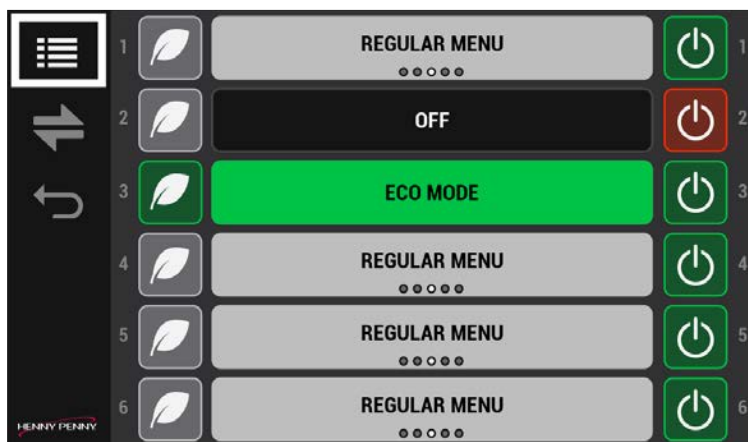 1 REGULAR MENU 1
2 OFF 2
3 ECO MODE 3
4 REGULAR MENU 4
5 REGULAR MENU 5
6 REGULAR MENU 6
HENNY PENNY